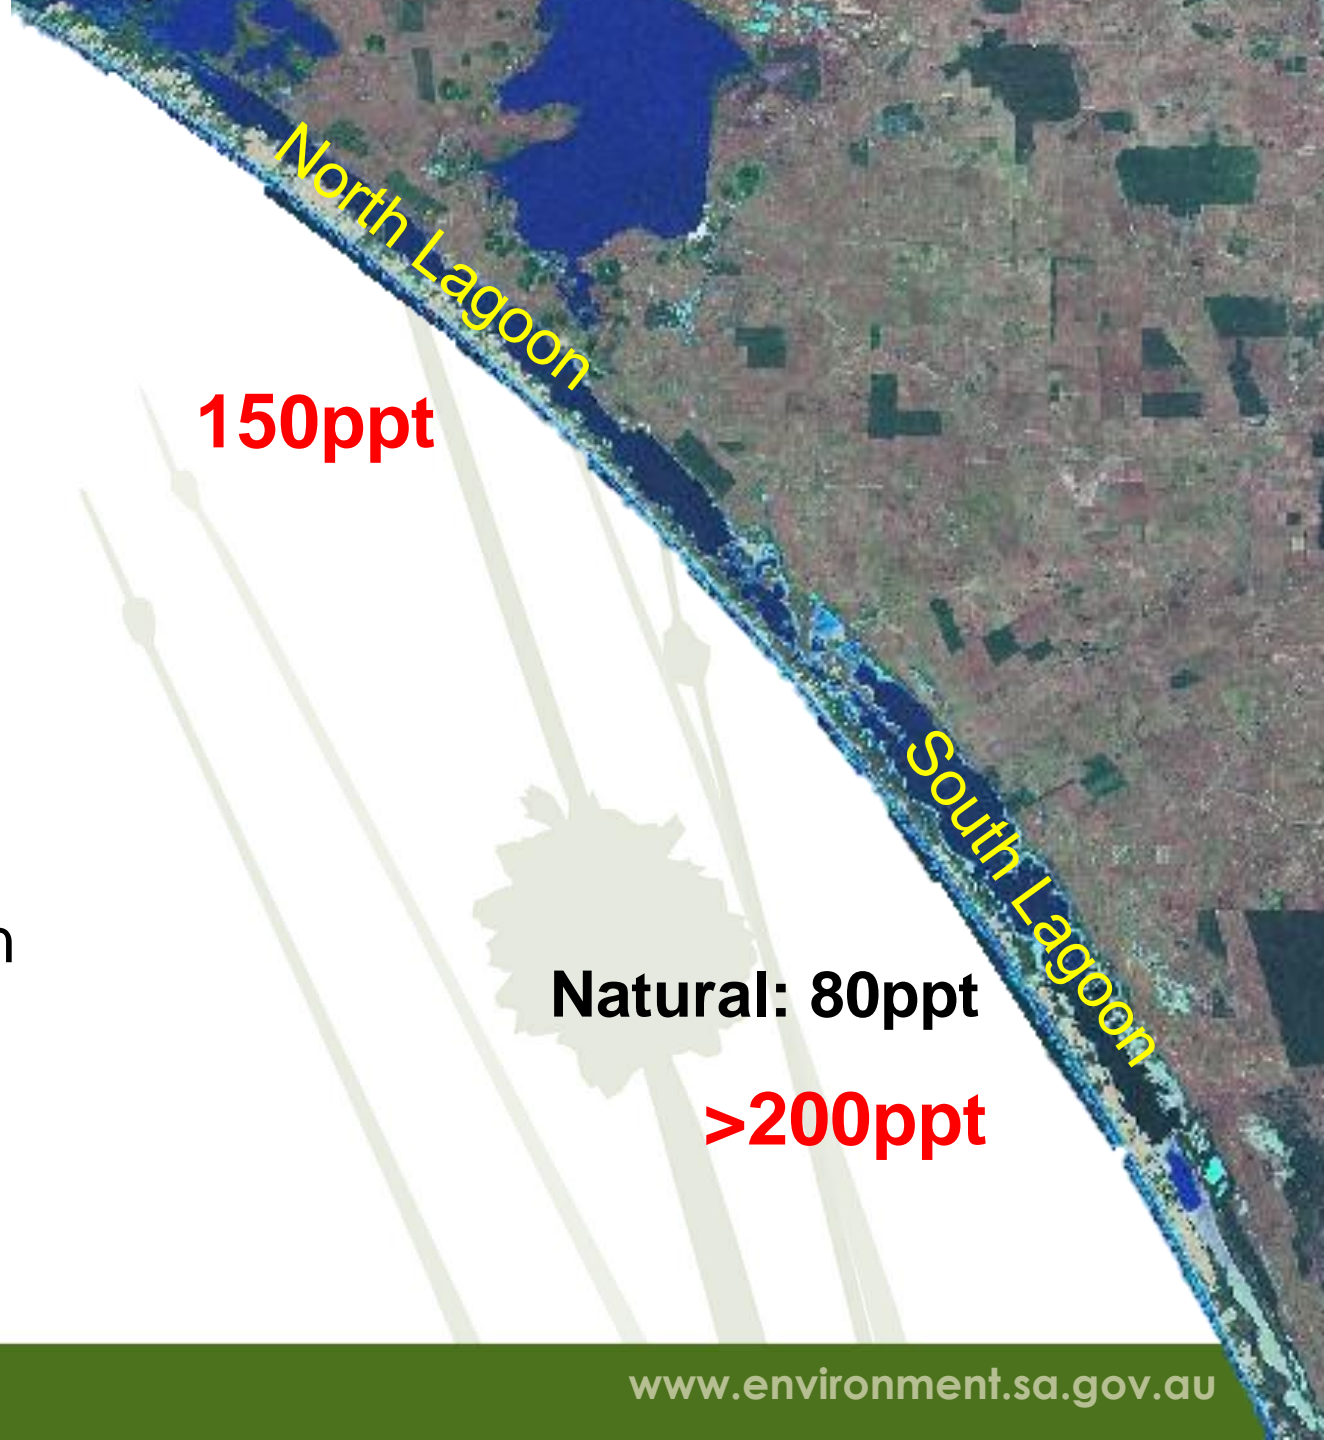 North Lagoon
150ppt
South Lagoon
n
Natural: 80ppt
>200ppt
www.environment.sa.gov.au